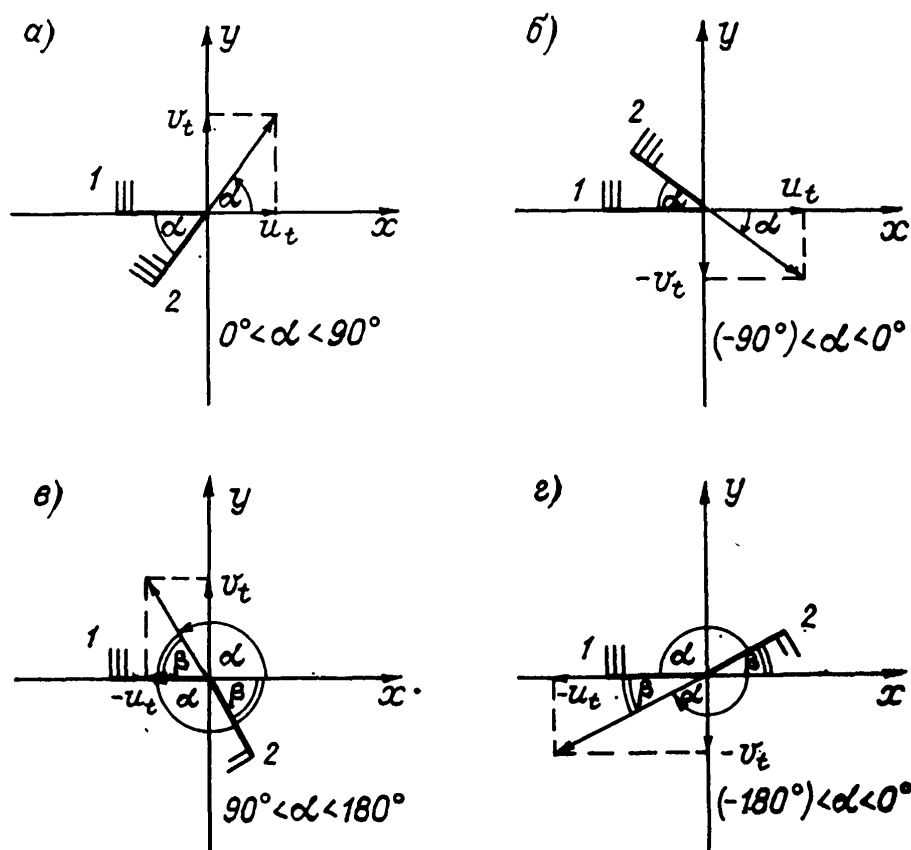 а) y
б) y
v_t
2
1 α α
1 α u_t α
u_t x
x
2
-v_t
0°<α<90°
(-90°)<α<0°
в) y
г) y
v_t
1 β α
1 α 2
-u_t α β x
-u_t β α β x
2
-v_t
90°<α<180°
(-180°)<α<0°